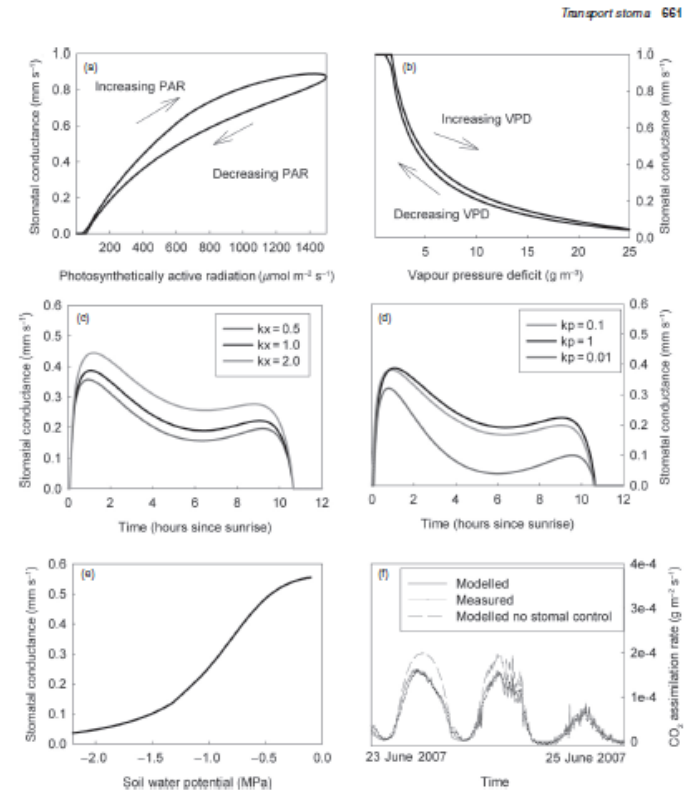 Transport stoma 661
(a)
Increasing PAR
Decreasing PAR
Stomatal conductance (mm s⁻¹)
1.0
0.8
0.6
0.4
0.2
0.0
200 400 600 800 1000 1200 1400
Photosynthetically active radiation (µmol m⁻² s⁻¹)
(b)
Increasing VPD
Decreasing VPD
1.0
0.8
0.6
0.4
0.2
0.0
Stomatal conductance (mm s⁻¹)
5 10 15 20 25
Vapour pressure deficit (g m⁻³)
(c)
kx = 0.5
kx = 1.0
kx = 2.0
Stomatal conductance (mm s⁻¹)
0.6
0.5
0.4
0.3
0.2
0.1
0.0
0 2 4 6 8 10 12
Time (hours since sunrise)
(d)
kp = 0.1
kp = 1
kp = 0.01
0.6
0.5
0.4
0.3
0.2
0.1
0.0
Stomatal conductance (mm s⁻¹)
0 2 4 6 8 10 12
Time (hours since sunrise)
(e)
Stomatal conductance (mm s⁻¹)
0.6
0.5
0.4
0.3
0.2
0.1
0.0
−2.0 −1.5 −1.0 −0.5 0.0
Soil water potential (MPa)
(f)
Modelled
Measured
Modelled no stomal control
4e-4
3e-4
2e-4
1e-4
0
CO₂ assimilation rate (g m⁻² s⁻¹)
23 June 2007 25 June 2007
Time